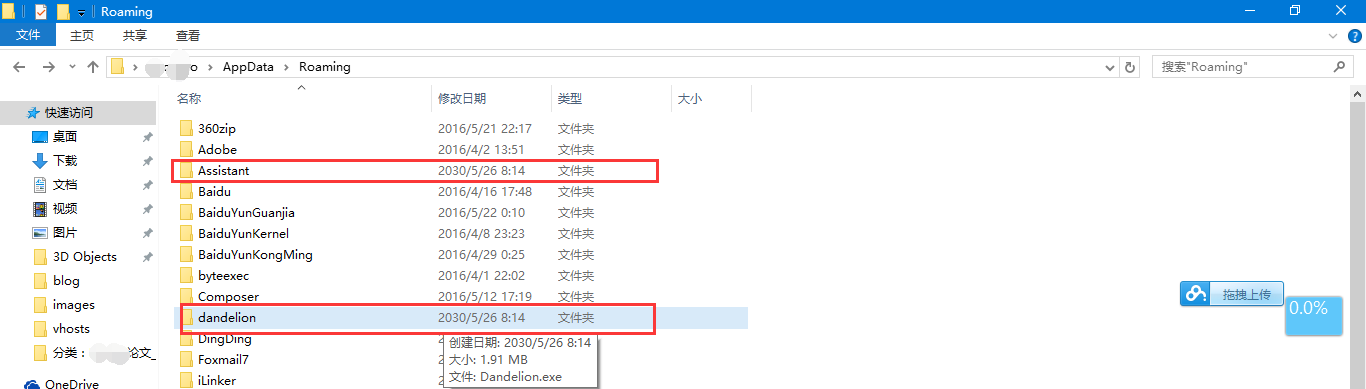 Roaming
文件 主页 共享 查看
AppData › Roaming
搜索"Roaming"
名称 修改日期 类型 大小
快速访问
桌面
下载
文档
视频
图片
3D Objects
blog
images
vhosts
分类： 论文_
OneDrive
360zip 2016/5/21 22:17 文件夹
Adobe 2016/4/2 13:51 文件夹
Assistant 2030/5/26 8:14 文件夹
Baidu 2016/4/16 17:48 文件夹
BaiduYunGuanjia 2016/5/22 0:10 文件夹
BaiduYunKernel 2016/4/8 23:23 文件夹
BaiduYunKongMing 2016/4/29 0:25 文件夹
byteexec 2016/4/1 22:02 文件夹
Composer 2016/5/12 17:19 文件夹
dandelion 2030/5/26 8:14 文件夹
DingDing
Foxmail7
iLinker
创建日期: 2030/5/26 8:14
大小: 1.91 MB
文件: Dandelion.exe
拖拽上传
0.0%